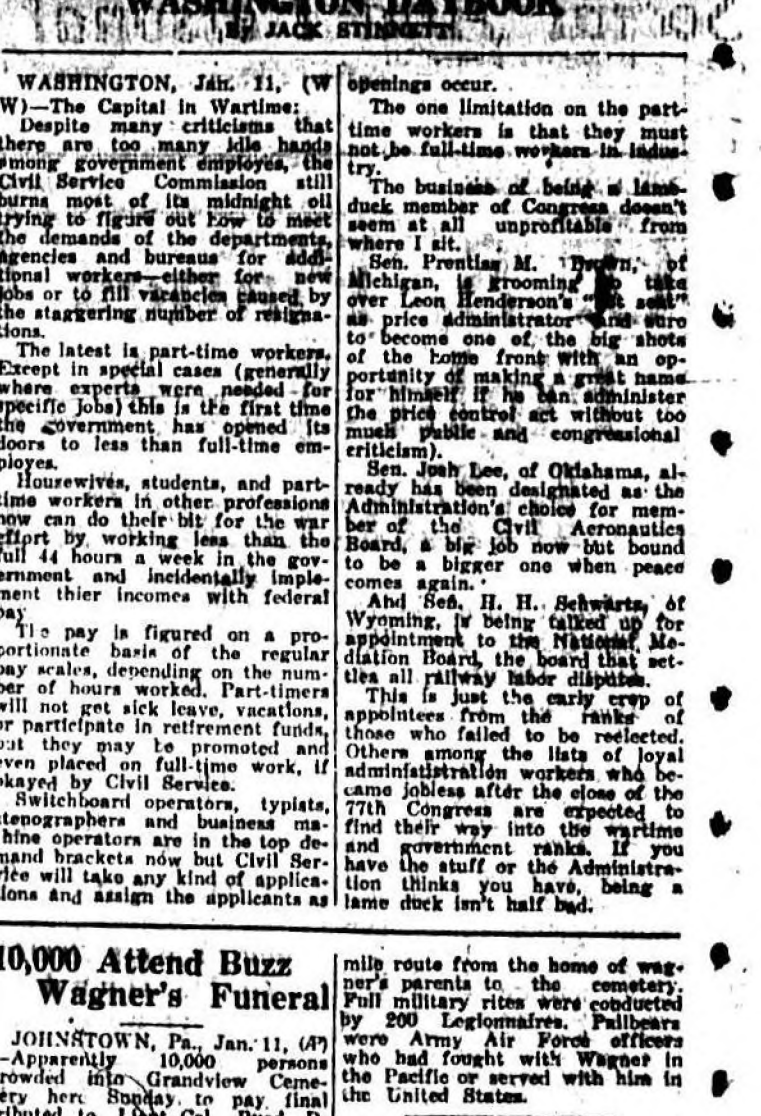 WASHINGTON DAYBOOK
By JACK STINNETT
WASHINGTON, Jan. 11, (W
W)—The Capital in Wartime:
Despite many criticisms that
there are too many idle hands
among government employes, the
Civil Service Commission still
burns most of its midnight oil
trying to figure out how to meet
the demands of the departments,
agencies and bureaus for addi-
tional workers—either for new
jobs or to fill vacancies caused by
the staggering number of resigna-
tions.
The latest is part-time workers.
Except in special cases (generally
where experts were needed for
specific jobs) this is the first time
the government has opened its
doors to less than full-time em-
ployes.
Housewives, students, and part-
time workers in other professions
now can do their bit for the war
effort by working less than the
full 44 hours a week in the gov-
ernment and incidentally imple-
ment thier incomes with federal
pay
The pay is figured on a pro-
portionate basis of the regular
pay scales, depending on the num-
ber of hours worked. Part-timers
will not get sick leave, vacations,
or participate in retirement funds,
but they may be promoted and
even placed on full-time work, if
okayed by Civil Service.
Switchboard operators, typists,
stenographers and business ma-
chine operators are in the top de-
mand brackets now but Civil Ser-
vice will take any kind of applica-
tions and assign the applicants as
openings occur.
The one limitation on the part-
time workers is that they must
not be full-time workers in indus-
try.
The business of being a lame-
duck member of Congress doesn't
seem at all unprofitable from
where I sit.
Sen. Prentiss M. Brown, of
Michigan, is grooming to take
over Leon Henderson's "hot seat"
as price administrator and sure
to become one of the big shots
of the home front with an op-
portunity of making a great name
for himself if he can administer
the price control act without too
much public and congressional
criticism).
Sen. Josh Lee, of Oklahoma, al-
ready has been designated as the
Administration's choice for mem-
ber of the Civil Aeronautics
Board, a big job now but bound
to be a bigger one when peace
comes again.
And Sen. H. H. Schwartz, of
Wyoming, is being talked up for
appointment to the National Me-
diation Board, the board that set-
tles all railway labor disputes.
This is just the early crop of
appointees from the ranks of
those who failed to be reelected.
Others among the lists of loyal
adminfatistration workers who be-
came jobless after the close of the
77th Congress are expected to
find their way into the wartime
and government ranks. If you
have the stuff or the Administra-
tion thinks you have, being a
lame duck isn't half bad.
10,000 Attend Buzz
Wagner's Funeral
JOHNSTOWN, Pa., Jan. 11, (AP)
—Apparently 10,000 persons
crowded into Grandview Ceme-
tery here Sunday to pay final
tributed to Lieut. Col.
mile route from the home of wag-
ner's parents to the cemetery.
Full military rites were conducted
by 200 Legionnaires. Pallbears
were Army Air Force officers
who had fought with Wagner in
the Pacific or served with him in
the United States.